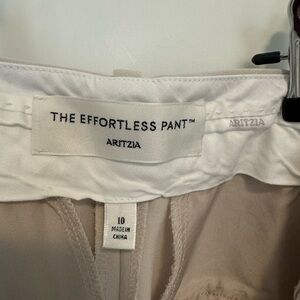 THE EFFORTLESS PANT™
ARITZIA
ARITZIA
10
MADE IN
CHINA